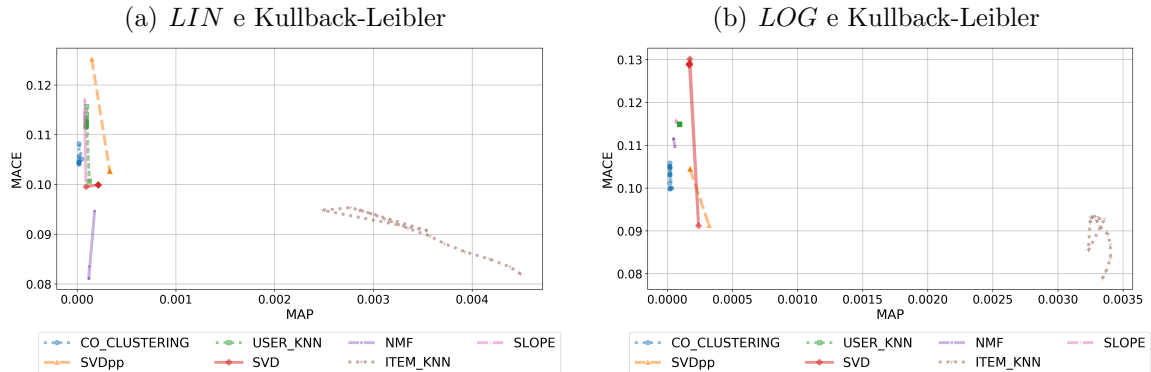 (a) LIN e Kullback-Leibler
0.12
0.11
0.10
0.09
0.08
MACE
0.000 0.001 0.002 0.003 0.004
MAP
CO_CLUSTERING USER_KNN NMF SLOPE
SVDpp SVD ITEM_KNN
(b) LOG e Kullback-Leibler
0.13
0.12
0.11
0.10
0.09
0.08
MACE
0.0000 0.0005 0.0010 0.0015 0.0020 0.0025 0.0030 0.0035
MAP
CO_CLUSTERING USER_KNN NMF SLOPE
SVDpp SVD ITEM_KNN